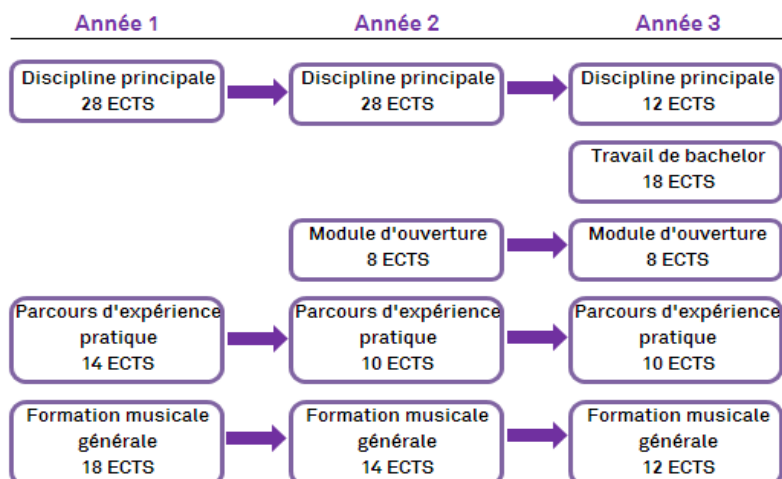 Année 1
Année 2
Année 3
Discipline principale
28 ECTS
Discipline principale
28 ECTS
Discipline principale
12 ECTS
Travail de bachelor
18 ECTS
Module d'ouverture
8 ECTS
Module d'ouverture
8 ECTS
Parcours d'expérience
pratique
14 ECTS
Parcours d'expérience
pratique
10 ECTS
Parcours d'expérience
pratique
10 ECTS
Formation musicale
générale
18 ECTS
Formation musicale
générale
14 ECTS
Formation musicale
générale
12 ECTS